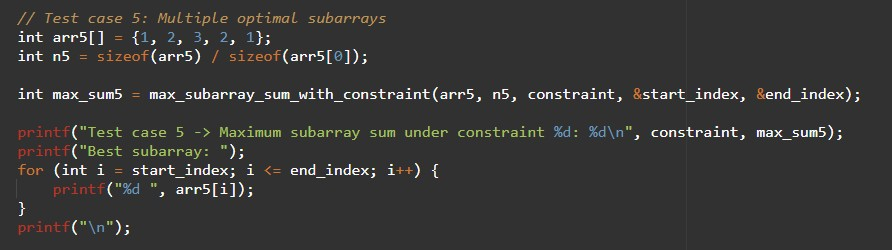 // Test case 5: Multiple optimal subarrays
int arr5[] = {1, 2, 3, 2, 1};
int n5 = sizeof(arr5) / sizeof(arr5[0]);
int max_sum5 = max_subarray_sum_with_constraint(arr5, n5, constraint, &start_index, &end_index);
printf("Test case 5 -> Maximum subarray sum under constraint %d: %d\n", constraint, max_sum5);
printf("Best subarray: ");
for (int i = start_index; i <= end_index; i++) {
    printf("%d ", arr5[i]);
}
printf("\n");